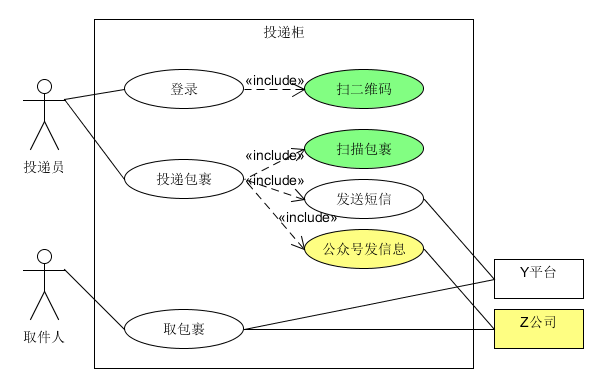 投递柜
登录
«include»
扫二维码
投递员
投递包裹
«include»
扫描包裹
«include»
发送短信
«include»
公众号发信息
Y平台
取件人
取包裹
Z公司